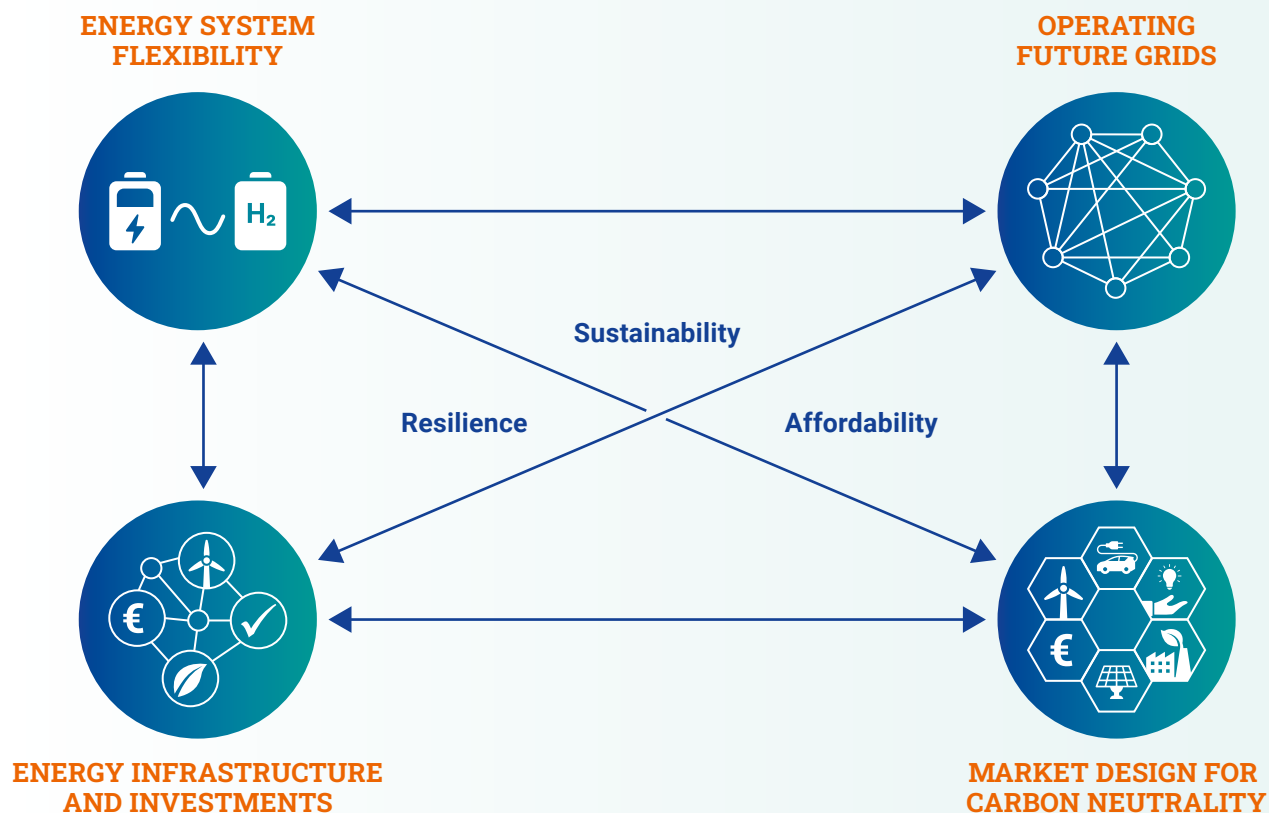 ENERGY SYSTEM
FLEXIBILITY
OPERATING
FUTURE GRIDS
H₂
Sustainability
Resilience
Affordability
€
€
ENERGY INFRASTRUCTURE
AND INVESTMENTS
MARKET DESIGN FOR
CARBON NEUTRALITY